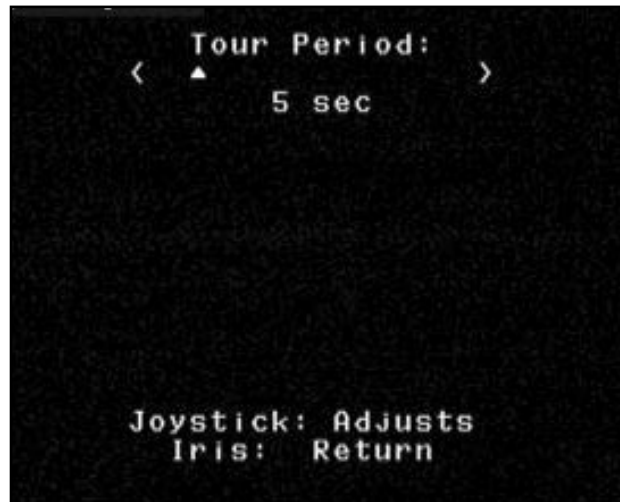 Tour Period:
< ▲ >
5 sec
Joystick: Adjusts
Iris: Return